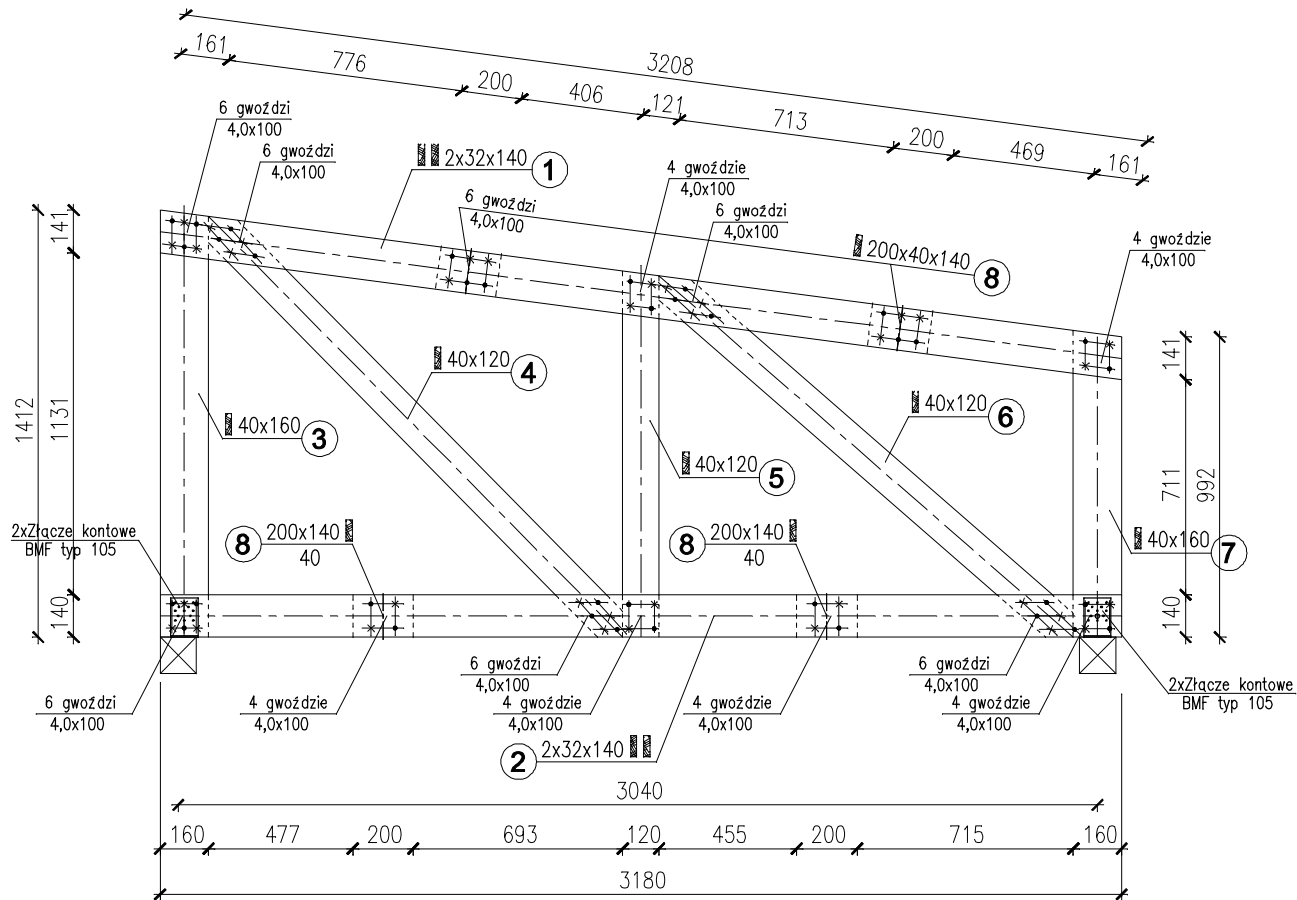 3208
161
776
200
406
121
713
200
469
161
6 gwoździ
4,0x100
6 gwoździ
4,0x100
2x32x140
1
6 gwoździ
4,0x100
4 gwoździe
4,0x100
6 gwoździ
4,0x100
200x40x140
8
4 gwoździe
4,0x100
1412
141
1131
140
40x160
3
40x120
4
40x120
5
40x120
6
40x160
7
141
711
140
992
2xZłącze kontowe
BMF typ 105
8
200x140
40
8
200x140
40
6 gwoździ
4,0x100
4 gwoździe
4,0x100
6 gwoździ
4,0x100
4 gwoździe
4,0x100
4 gwoździe
4,0x100
6 gwoździ
4,0x100
4 gwoździe
4,0x100
2xZłącze kontowe
BMF typ 105
2
2x32x140
3040
160
477
200
693
120
455
200
715
160
3180